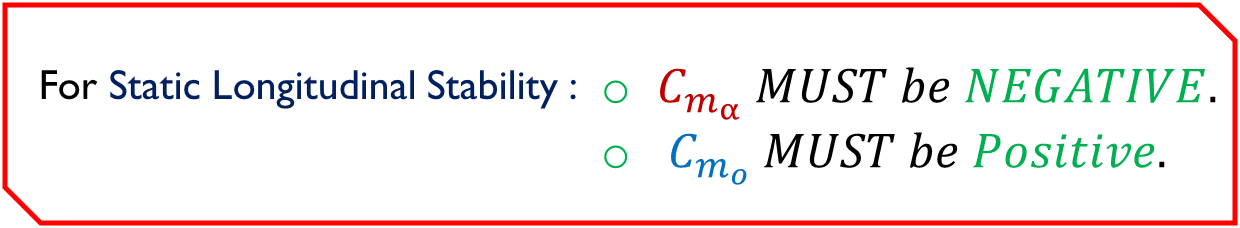 For Static Longitudinal Stability : ○ C_{m_α} MUST be NEGATIVE.
○ C_{m_o} MUST be Positive.